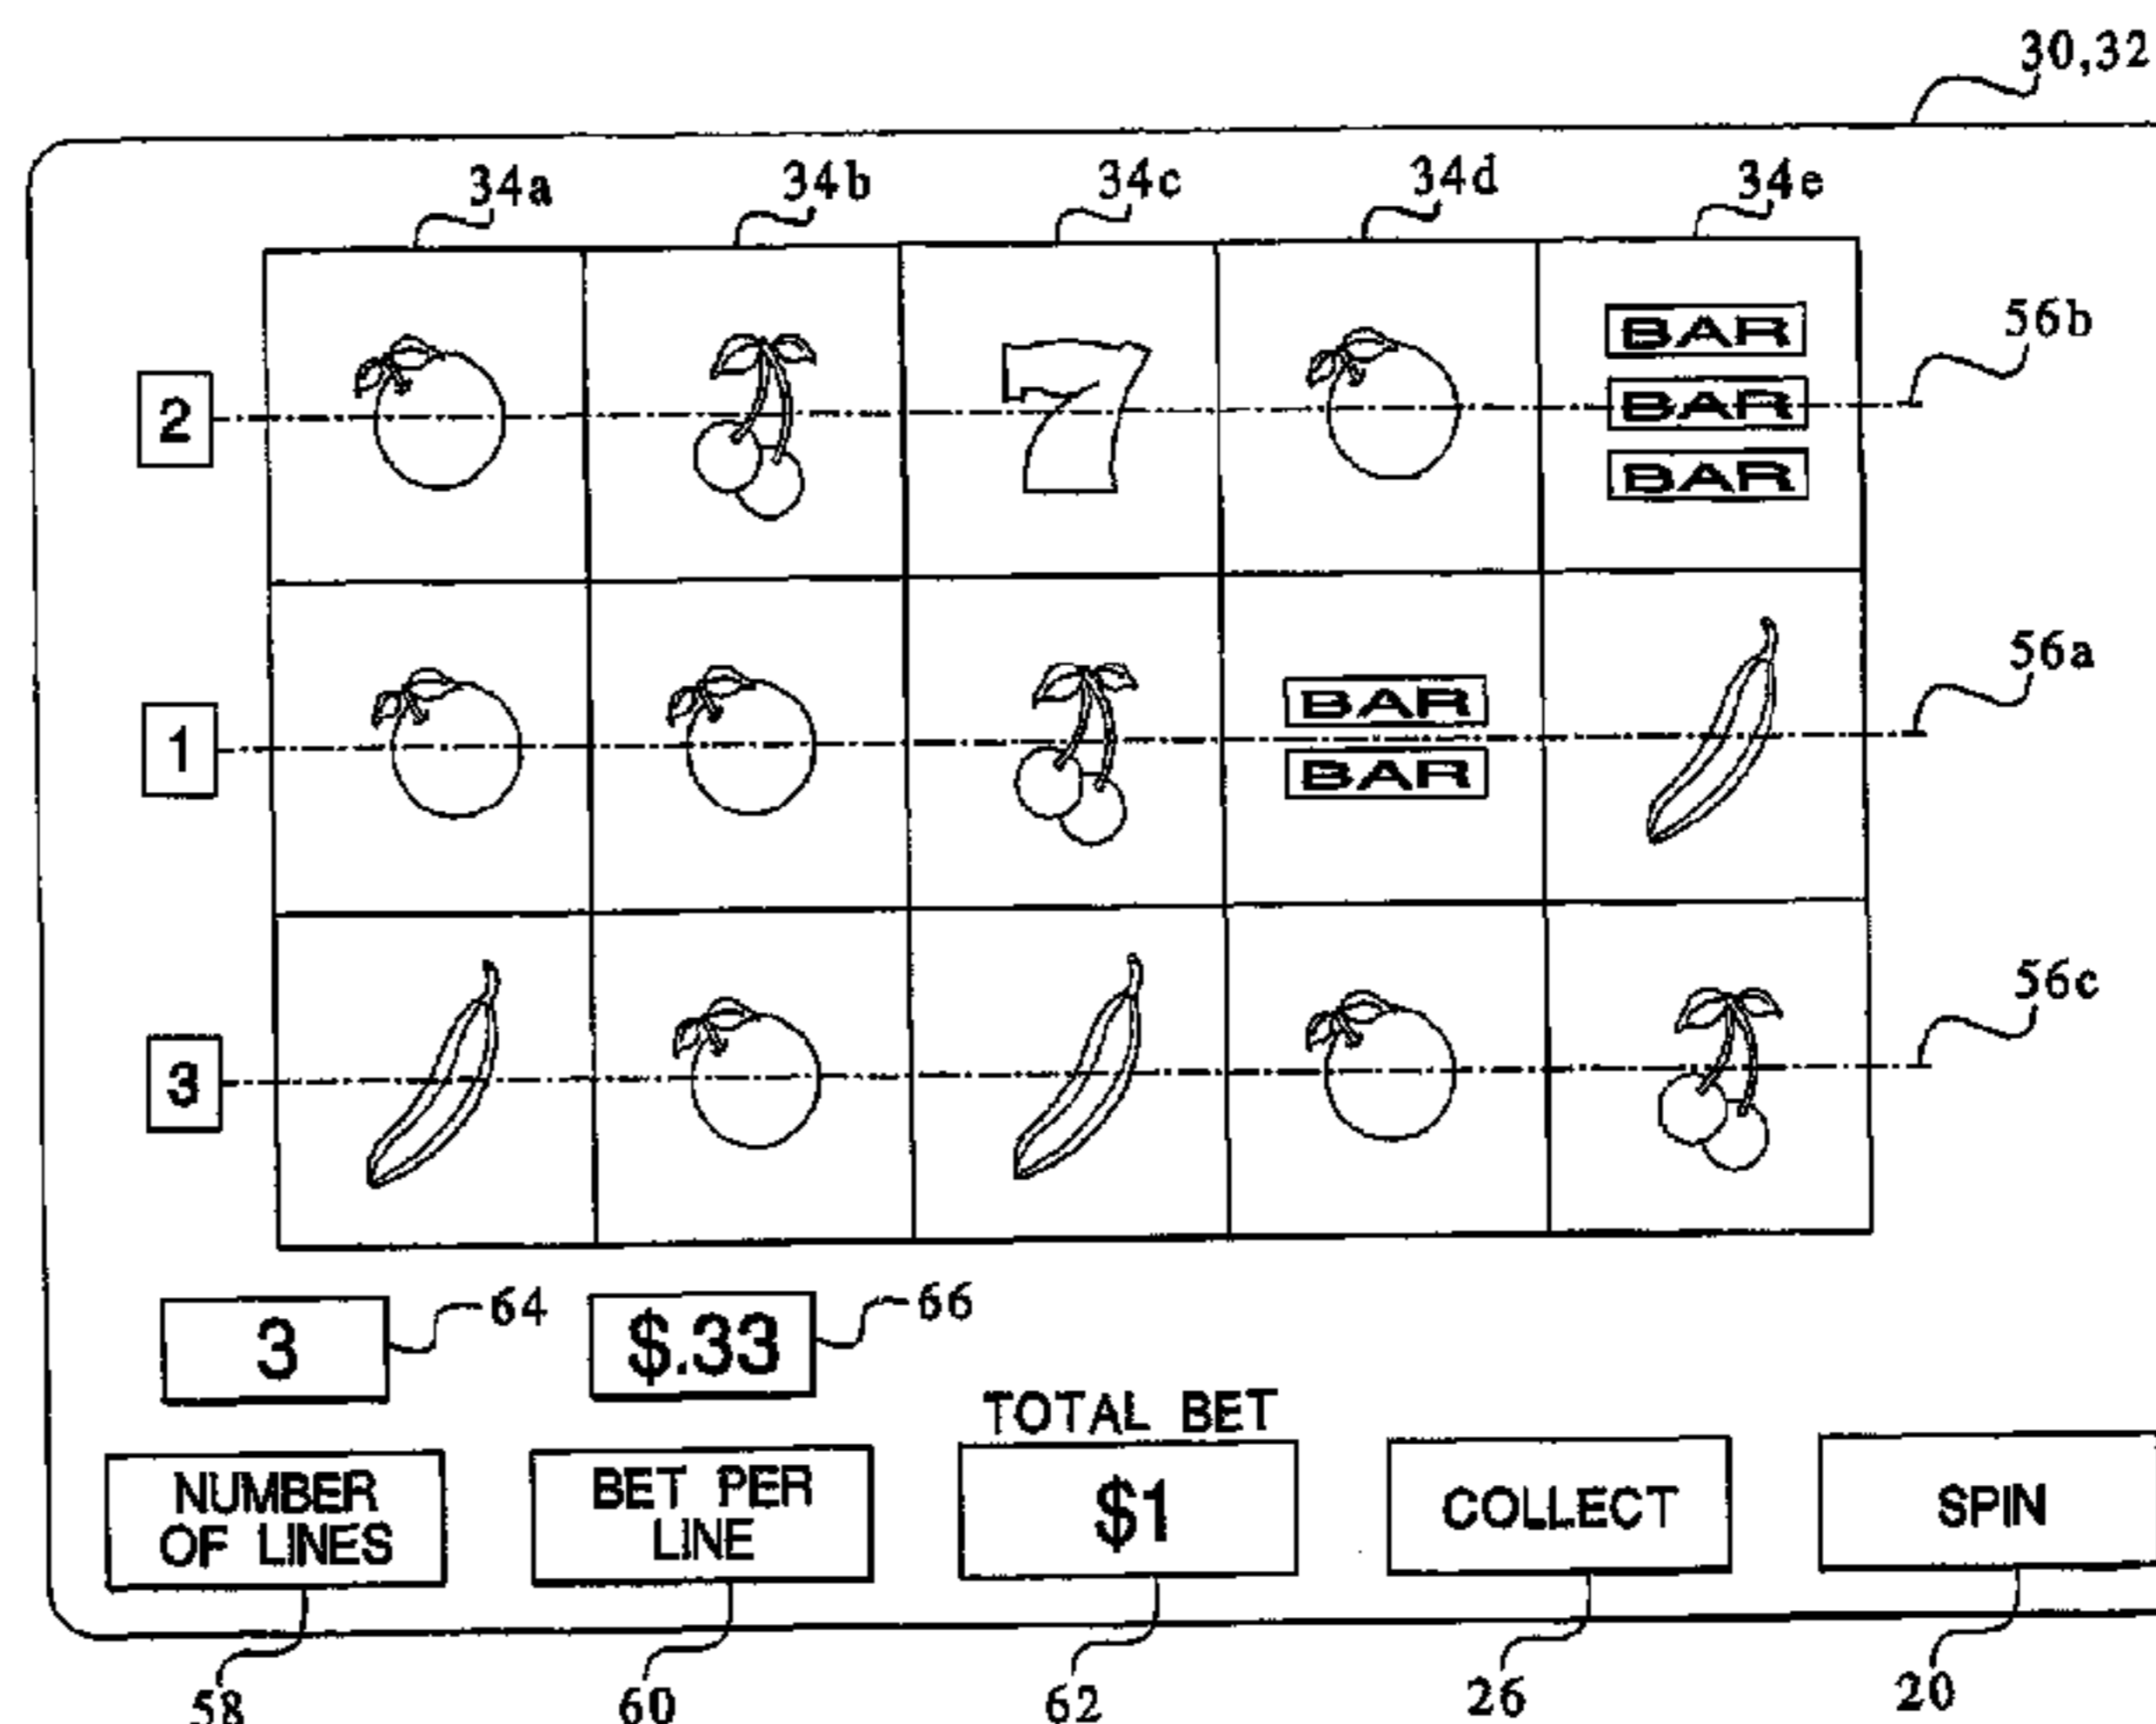 30,32
34a 34b 34c 34d 34e
BAR
56b
2
BAR
BAR
56a
1
BAR
BAR
56c
3
3 64 $.33 66
TOTAL BET
NUMBER
OF LINES
BET PER
LINE
$1
COLLECT
SPIN
58 60 62 26 20